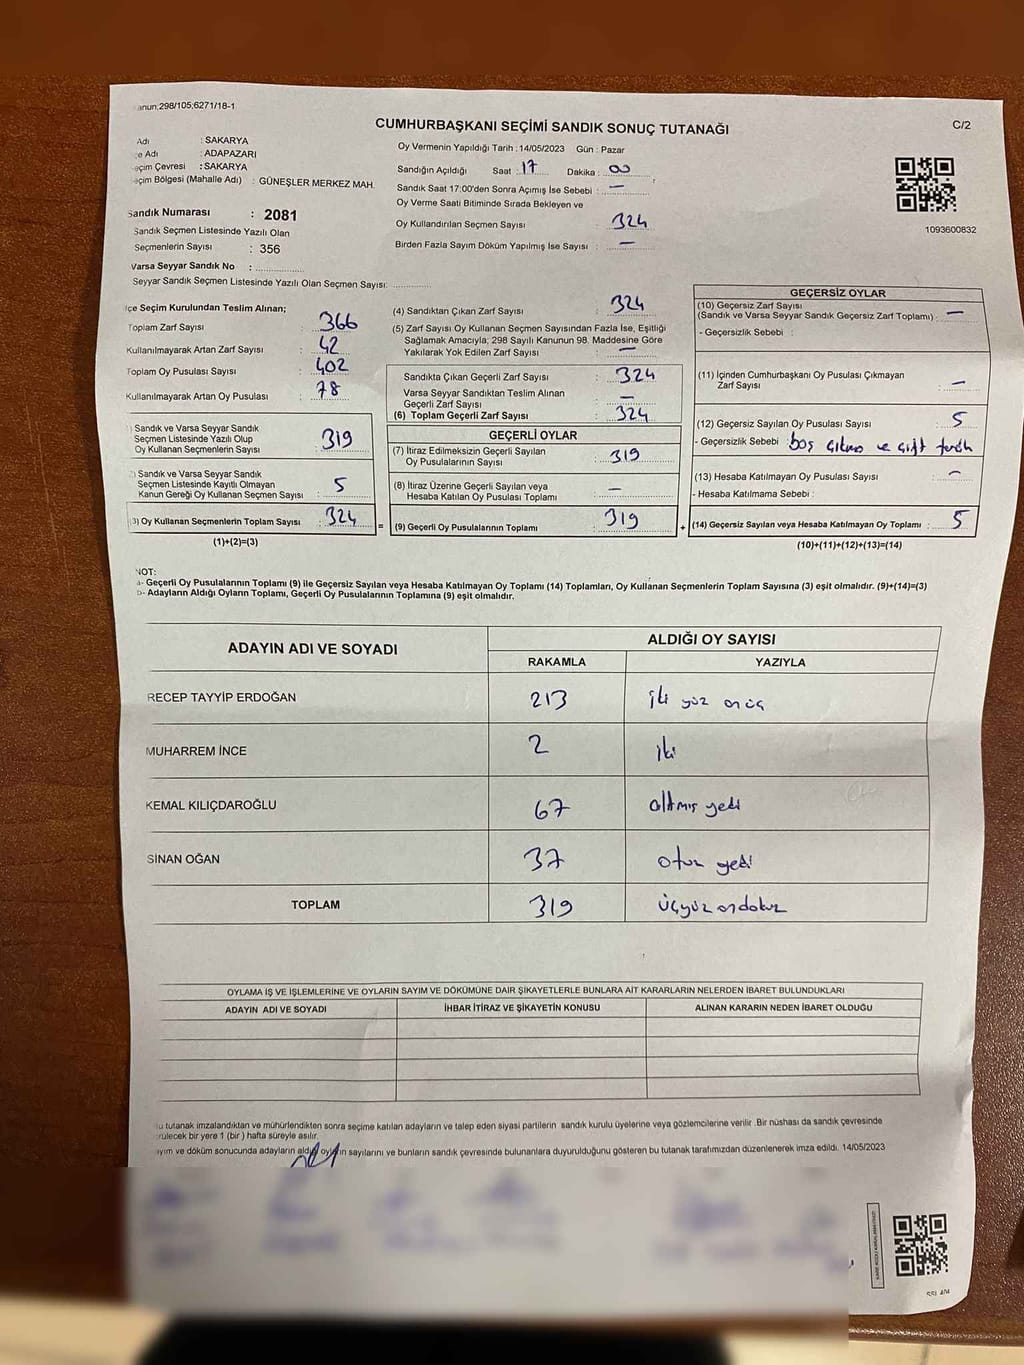 anun:298/105;6271/18-1
CUMHURBAŞKANI SEÇİMİ SANDIK SONUÇ TUTANAĞI
C/2
Adı : SAKARYA
e Adı : ADAPAZARI
eçim Çevresi : SAKARYA
eçim Bölgesi (Mahalle Adı) : GÜNEŞLER MERKEZ MAH.
Sandık Numarası : 2081
Sandık Seçmen Listesinde Yazılı Olan
Seçmenlerin Sayısı : 356
Varsa Seyyar Sandık No :
Seyyar Sandık Seçmen Listesinde Yazılı Olan Seçmen Sayısı:
Oy Vermenin Yapıldığı Tarih : 14/05/2023 Gün : Pazar
Sandığın Açıldığı Saat : 17 Dakika : 00
Sandık Saat 17:00'den Sonra Açımış İse Sebebi : —
Oy Verme Saati Bitiminde Sırada Bekleyen ve
Oy Kullandırılan Seçmen Sayısı : 324
Birden Fazla Sayım Döküm Yapılmış İse Sayısı : —
1093600832
çe Seçim Kurulundan Teslim Alınan;
Toplam Zarf Sayısı : 366
Kullanılmayarak Artan Zarf Sayısı : 42
Toplam Oy Pusulası Sayısı : 402
Kullanılmayarak Artan Oy Pusulası : 78
) Sandık ve Varsa Seyyar Sandık
Seçmen Listesinde Yazılı Olup
Oy Kullanan Seçmenlerin Sayısı : 319
) Sandık ve Varsa Seyyar Sandık
Seçmen Listesinde Kayıtlı Olmayan
Kanun Gereği Oy Kullanan Seçmen Sayısı : 5
3) Oy Kullanan Seçmenlerin Toplam Sayısı : 324
(1)+(2)=(3)
(4) Sandıktan Çıkan Zarf Sayısı : 324
(5) Zarf Sayısı Oy Kullanan Seçmen Sayısından Fazla İse, Eşitliği
Sağlamak Amacıyla, 298 Sayılı Kanunun 98. Maddesine Göre
Yakılarak Yok Edilen Zarf Sayısı : —
Sandıkta Çıkan Geçerli Zarf Sayısı : 324
Varsa Seyyar Sandıktan Teslim Alınan
Geçerli Zarf Sayısı : —
(6) Toplam Geçerli Zarf Sayısı : 324
GEÇERLİ OYLAR
(7) İtiraz Edilmeksizin Geçerli Sayılan
Oy Pusulalarının Sayısı : 319
(8) İtiraz Üzerine Geçerli Sayılan veya
Hesaba Katılan Oy Pusulası Toplamı : —
= (9) Geçerli Oy Pusulalarının Toplamı : 319
GEÇERSİZ OYLAR
(10) Geçersiz Zarf Sayısı
(Sandık ve Varsa Seyyar Sandık Geçersiz Zarf Toplamı) : —
- Geçersizlik Sebebi :
(11) İçinden Cumhurbaşkanı Oy Pusulası Çıkmayan
Zarf Sayısı : —
(12) Geçersiz Sayılan Oy Pusulası Sayısı : 5
- Geçersizlik Sebebi boş çıkma ve çift tercih
(13) Hesaba Katılmayan Oy Pusulası Sayısı : —
- Hesaba Katılmama Sebebi :
+ (14) Geçersiz Sayılan veya Hesaba Katılmayan Oy Toplamı : 5
(10)+(11)+(12)+(13)=(14)
NOT:
a- Geçerli Oy Pusulalarının Toplamı (9) ile Geçersiz Sayılan veya Hesaba Katılmayan Oy Toplamı (14) Toplamları, Oy Kullanan Seçmenlerin Toplam Sayısına (3) eşit olmalıdır. (9)+(14)=(3)
b- Adayların Aldığı Oyların Toplamı, Geçerli Oy Pusulalarının Toplamına (9) eşit olmalıdır.
ADAYIN ADI VE SOYADI ALDIĞI OY SAYISI
RAKAMLA YAZIYLA
RECEP TAYYİP ERDOĞAN 213 iki yüz onüç
MUHARREM İNCE 2 iki
KEMAL KILIÇDAROĞLU 67 altmış yedi
SİNAN OĞAN 37 otuz yedi
TOPLAM 319 üçyüz ondokuz
OYLAMA İŞ VE İŞLEMLERİNE VE OYLARIN SAYIM VE DÖKÜMÜNE DAİR ŞİKAYETLERLE BUNLARA AİT KARARLARIN NELERDEN İBARET BULUNDUKLARI
ADAYIN ADI VE SOYADI İHBAR İTİRAZ VE ŞİKAYETİN KONUSU ALINAN KARARIN NEDEN İBARET OLDUĞU
u tutanak imzalandıktan ve mühürlendikten sonra seçime katılan adayların ve talep eden siyasi partilerin sandık kurulu üyelerine veya gözlemcilerine verilir .Bir nüshası da sandık çevresinde
rülecek bir yere 1 (bir ) hafta süreyle asılır.
ayım ve döküm sonucunda adayların aldığı oyların sayılarını ve bunların sandık çevresinde bulunanlara duyurulduğunu gösteren bu tutanak tarafımızdan düzenlenerek imza edildi. 14/05/2023